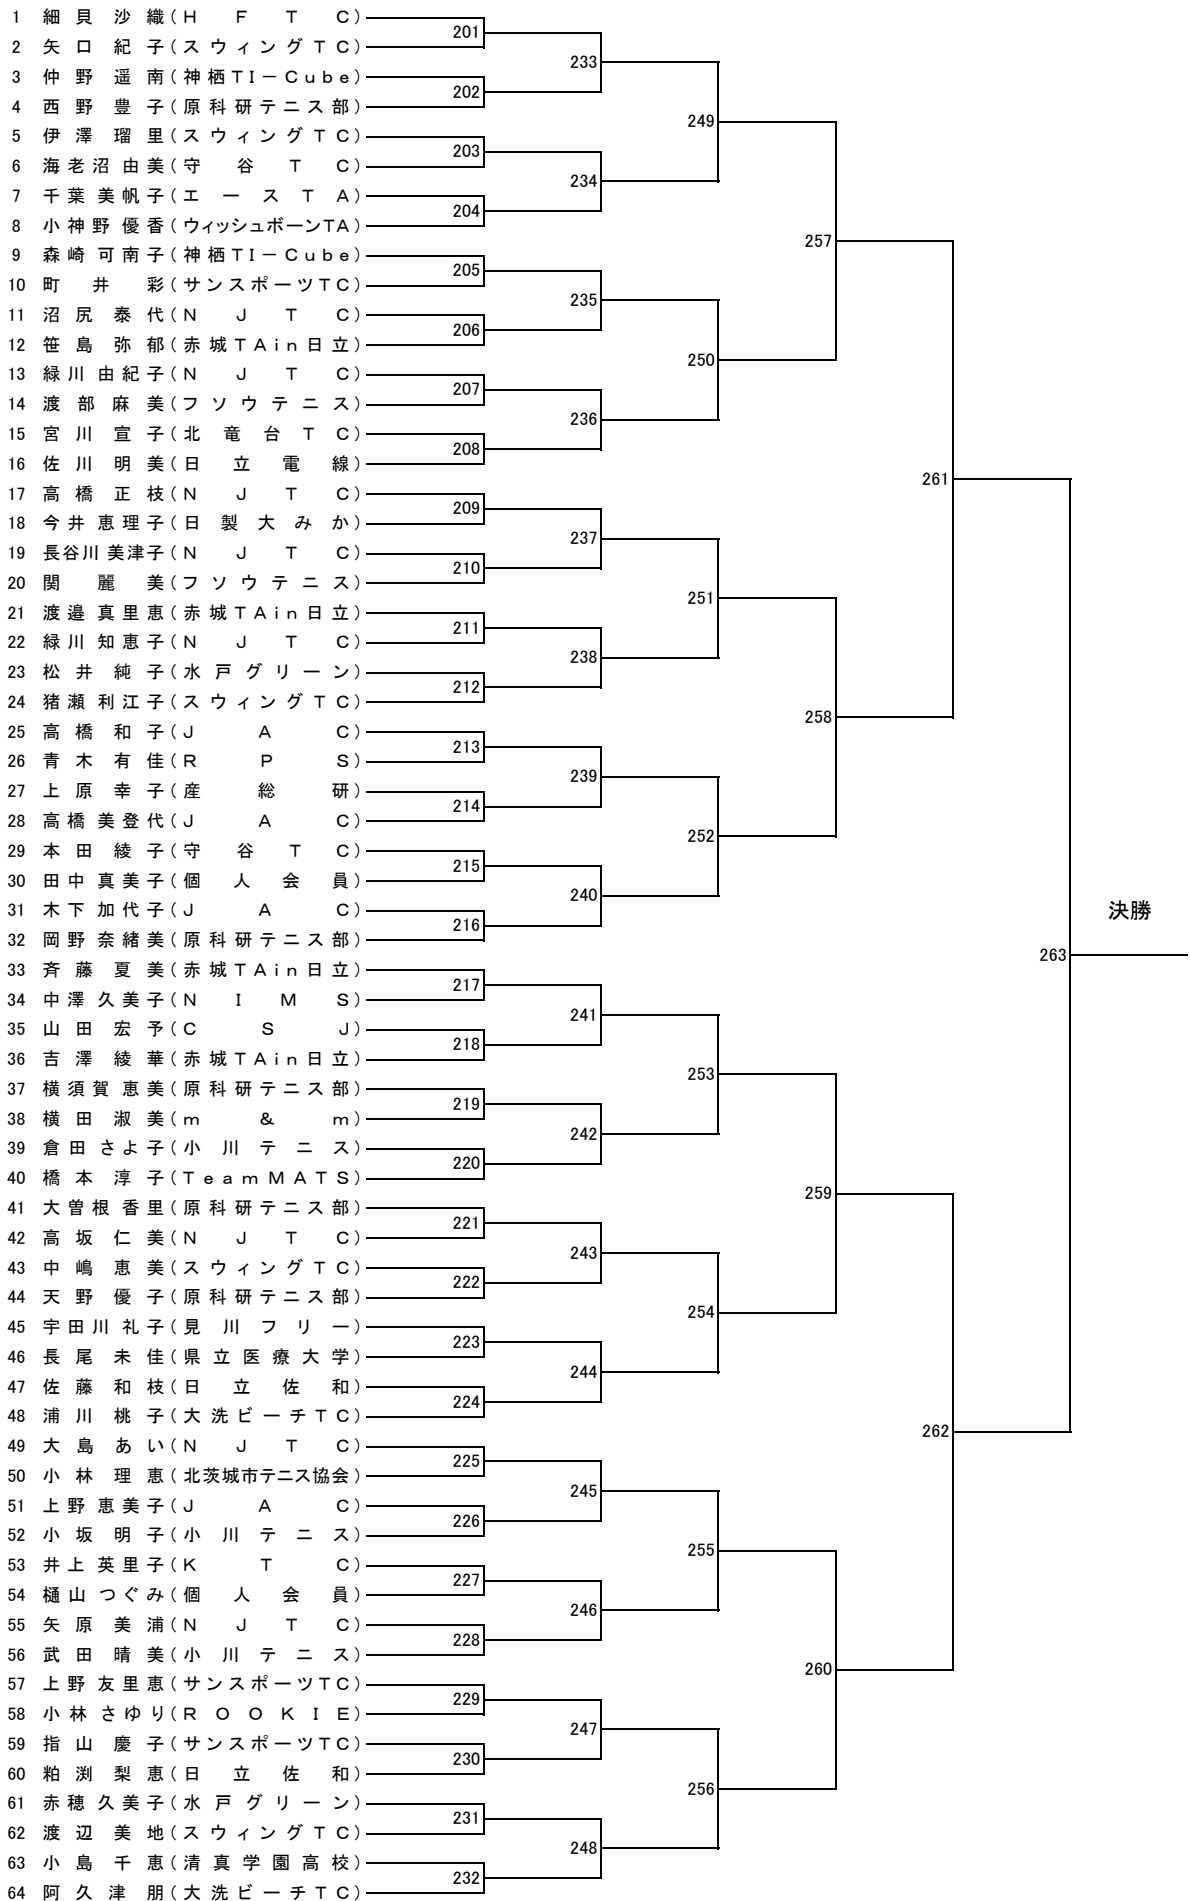 1 細貝 沙織(HFTC)
2 矢口 紀子(スウィングTC)
3 仲野 遥南(神栖TI-Cube)
4 西野 豊子(原科研テニス部)
5 伊澤 瑠里(スウィングTC)
6 海老沼 由美(守谷TC)
7 千葉 美帆子(エースTA)
8 小神野 優香(ウィッシュボーンTA)
9 森崎 可南子(神栖TI-Cube)
10 町井 彩(サンスポーツTC)
11 沼尻 泰代(NJTC)
12 笹島 弥郁(赤城TAin日立)
13 緑川 由紀子(NJTC)
14 渡部 麻美(フソウテニス)
15 宮川 宣子(北竜台TC)
16 佐川 明美(日立電線)
17 高橋 正枝(NJTC)
18 今井 恵理子(日製大みか)
19 長谷川 美津子(NJTC)
20 関 麗美(フソウテニス)
21 渡邉 真里恵(赤城TAin日立)
22 緑川 知恵子(NJTC)
23 松井 純子(水戸グリーン)
24 猪瀬 利江子(スウィングTC)
25 高橋 和子(JAC)
26 青木 有佳(RPS)
27 上原 幸子(産総研)
28 高橋 美登代(JAC)
29 本田 綾子(守谷TC)
30 田中 真美子(個人会員)
31 木下 加代子(JAC)
32 岡野 奈緒美(原科研テニス部)
33 斉藤 夏美(赤城TAin日立)
34 中澤 久美子(NIMS)
35 山田 宏予(CSJ)
36 吉澤 綾華(赤城TAin日立)
37 横須賀 恵美(原科研テニス部)
38 横田 淑美(m&m)
39 倉田 さよ子(小川テニス)
40 橋本 淳子(TeamMATS)
41 大曽根 香里(原科研テニス部)
42 高坂 仁美(NJTC)
43 中嶋 恵美(スウィングTC)
44 天野 優子(原科研テニス部)
45 宇田川 礼子(見川フリー)
46 長尾 未佳(県立医療大学)
47 佐藤 和枝(日立佐和)
48 浦川 桃子(大洗ビーチTC)
49 大島 あい(NJTC)
50 小林 理恵(北茨城市テニス協会)
51 上野 恵美子(JAC)
52 小坂 明子(小川テニス)
53 井上 英里子(KTC)
54 樋山 つぐみ(個人会員)
55 矢原 美浦(NJTC)
56 武田 晴美(小川テニス)
57 上野 友里恵(サンスポーツTC)
58 小林 さゆり(ROOKIE)
59 指山 慶子(サンスポーツTC)
60 粕渕 梨恵(日立佐和)
61 赤穂 久美子(水戸グリーン)
62 渡辺 美地(スウィングTC)
63 小島 千恵(清真学園高校)
64 阿久津 朋(大洗ビーチTC)
201
202
203
204
205
206
207
208
209
210
211
212
213
214
215
216
217
218
219
220
221
222
223
224
225
226
227
228
229
230
231
232
233
234
235
236
237
238
239
240
241
242
243
244
245
246
247
248
249
250
251
252
253
254
255
256
257
258
259
260
261
262
263
決勝